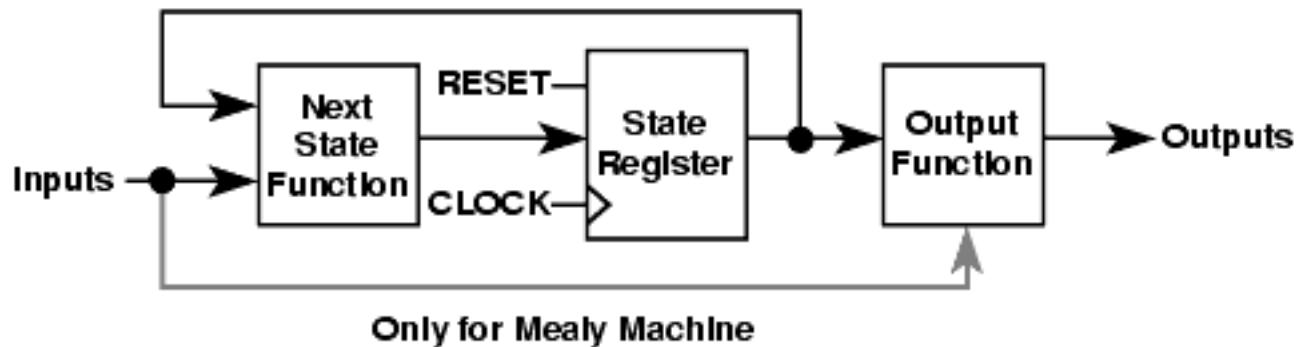 Next
State
Function
RESET
CLOCK
State
Register
Output
Function
Inputs
Outputs
Only for Mealy Machine